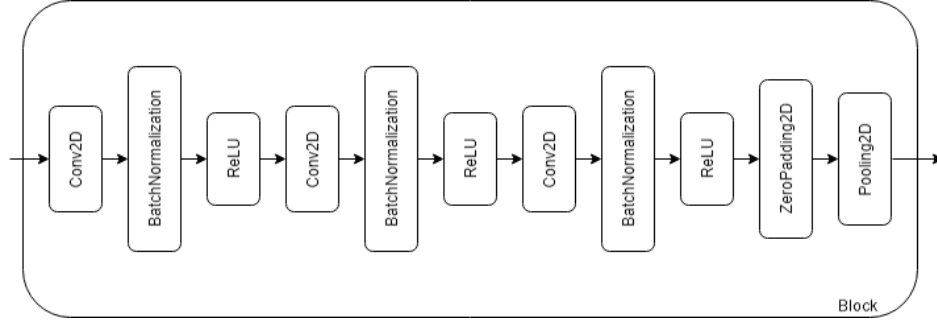 Conv2D
BatchNormalization
ReLU
Conv2D
BatchNormalization
ReLU
Conv2D
BatchNormalization
ReLU
ZeroPadding2D
Pooling2D
Block